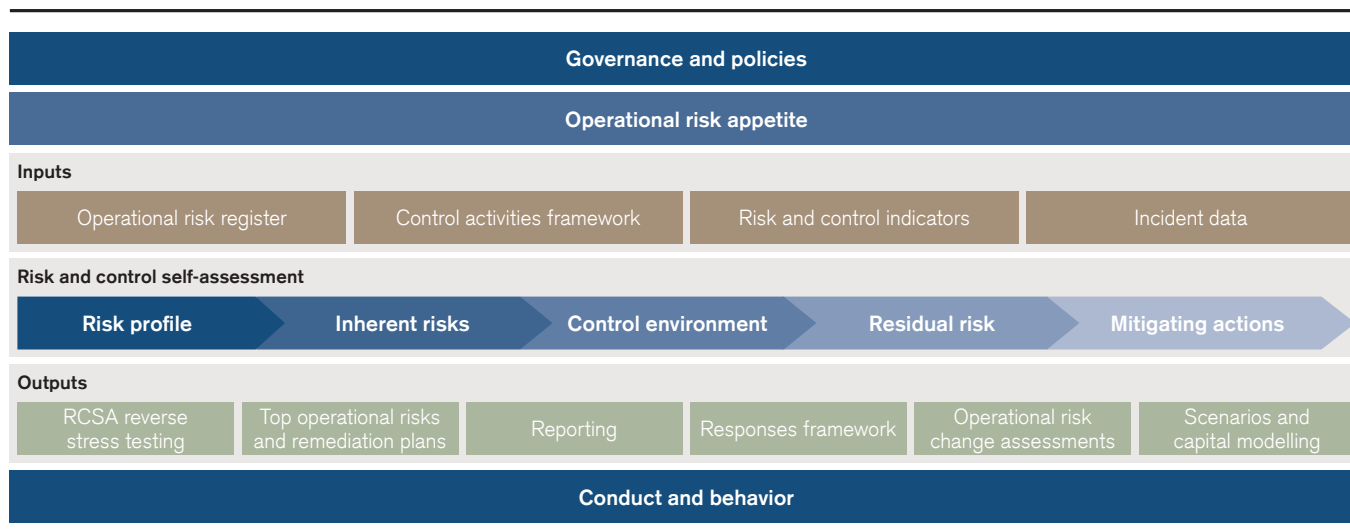 Governance and policies
Operational risk appetite
Inputs
Operational risk register
Control activities framework
Risk and control indicators
Incident data
Risk and control self-assessment
Risk profile
Inherent risks
Control environment
Residual risk
Mitigating actions
Outputs
RCSA reverse
stress testing
Top operational risks
and remediation plans
Reporting
Responses framework
Operational risk
change assessments
Scenarios and
capital modelling
Conduct and behavior